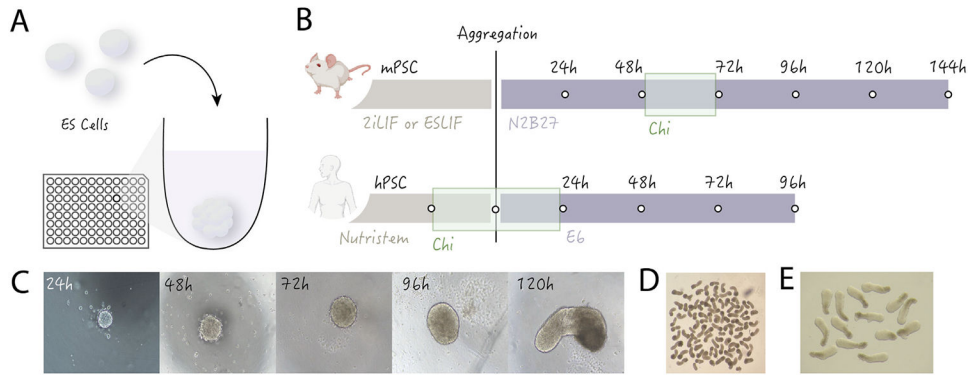 A
ES Cells
B
Aggregation
mPSC
24h 48h 72h 96h 120h 144h
2iLIF or ESLIF
N2B27
Chi
hPSC
24h 48h 72h 96h
Nutristem
Chi
E6
C
24h
48h
72h
96h
120h
D
E